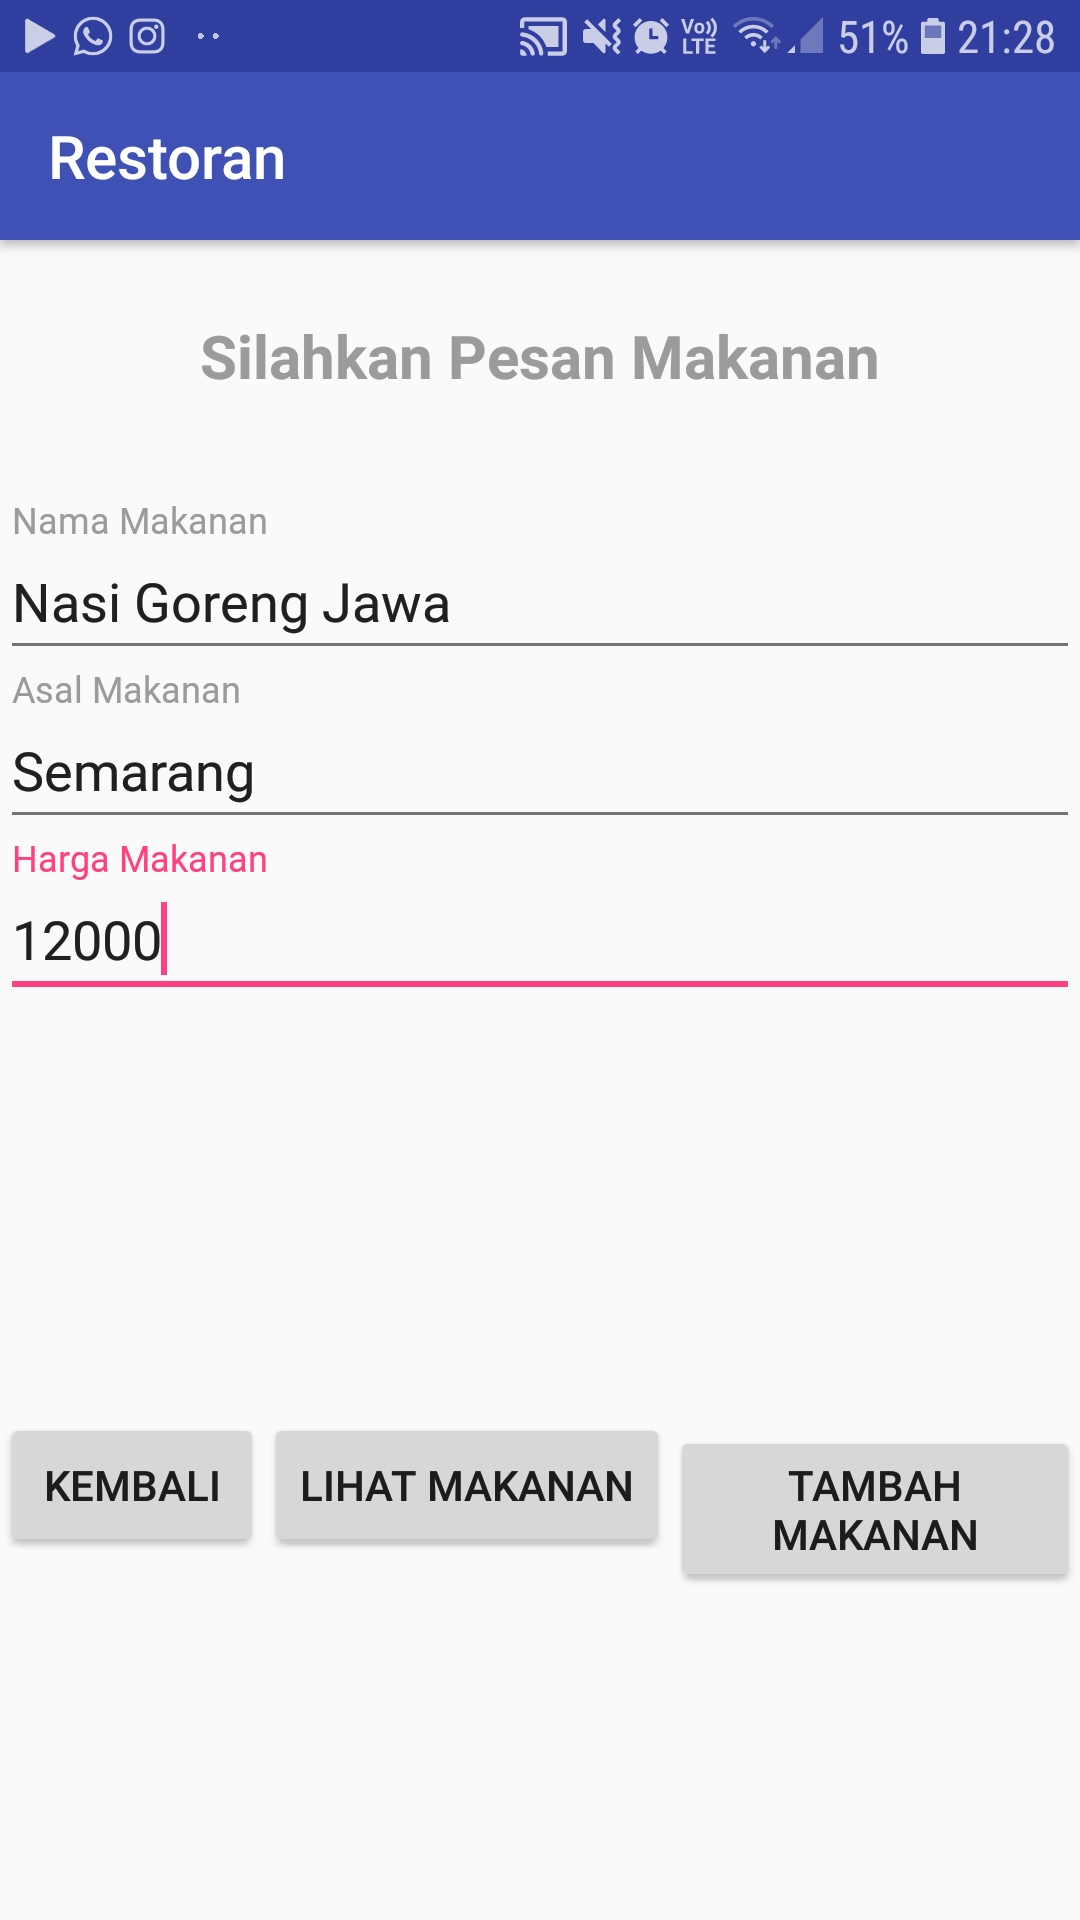 Vo)) LTE 51% 21:28
Restoran
Silahkan Pesan Makanan
Nama Makanan
Nasi Goreng Jawa
Asal Makanan
Semarang
Harga Makanan
12000
KEMBALI LIHAT MAKANAN TAMBAH
MAKANAN